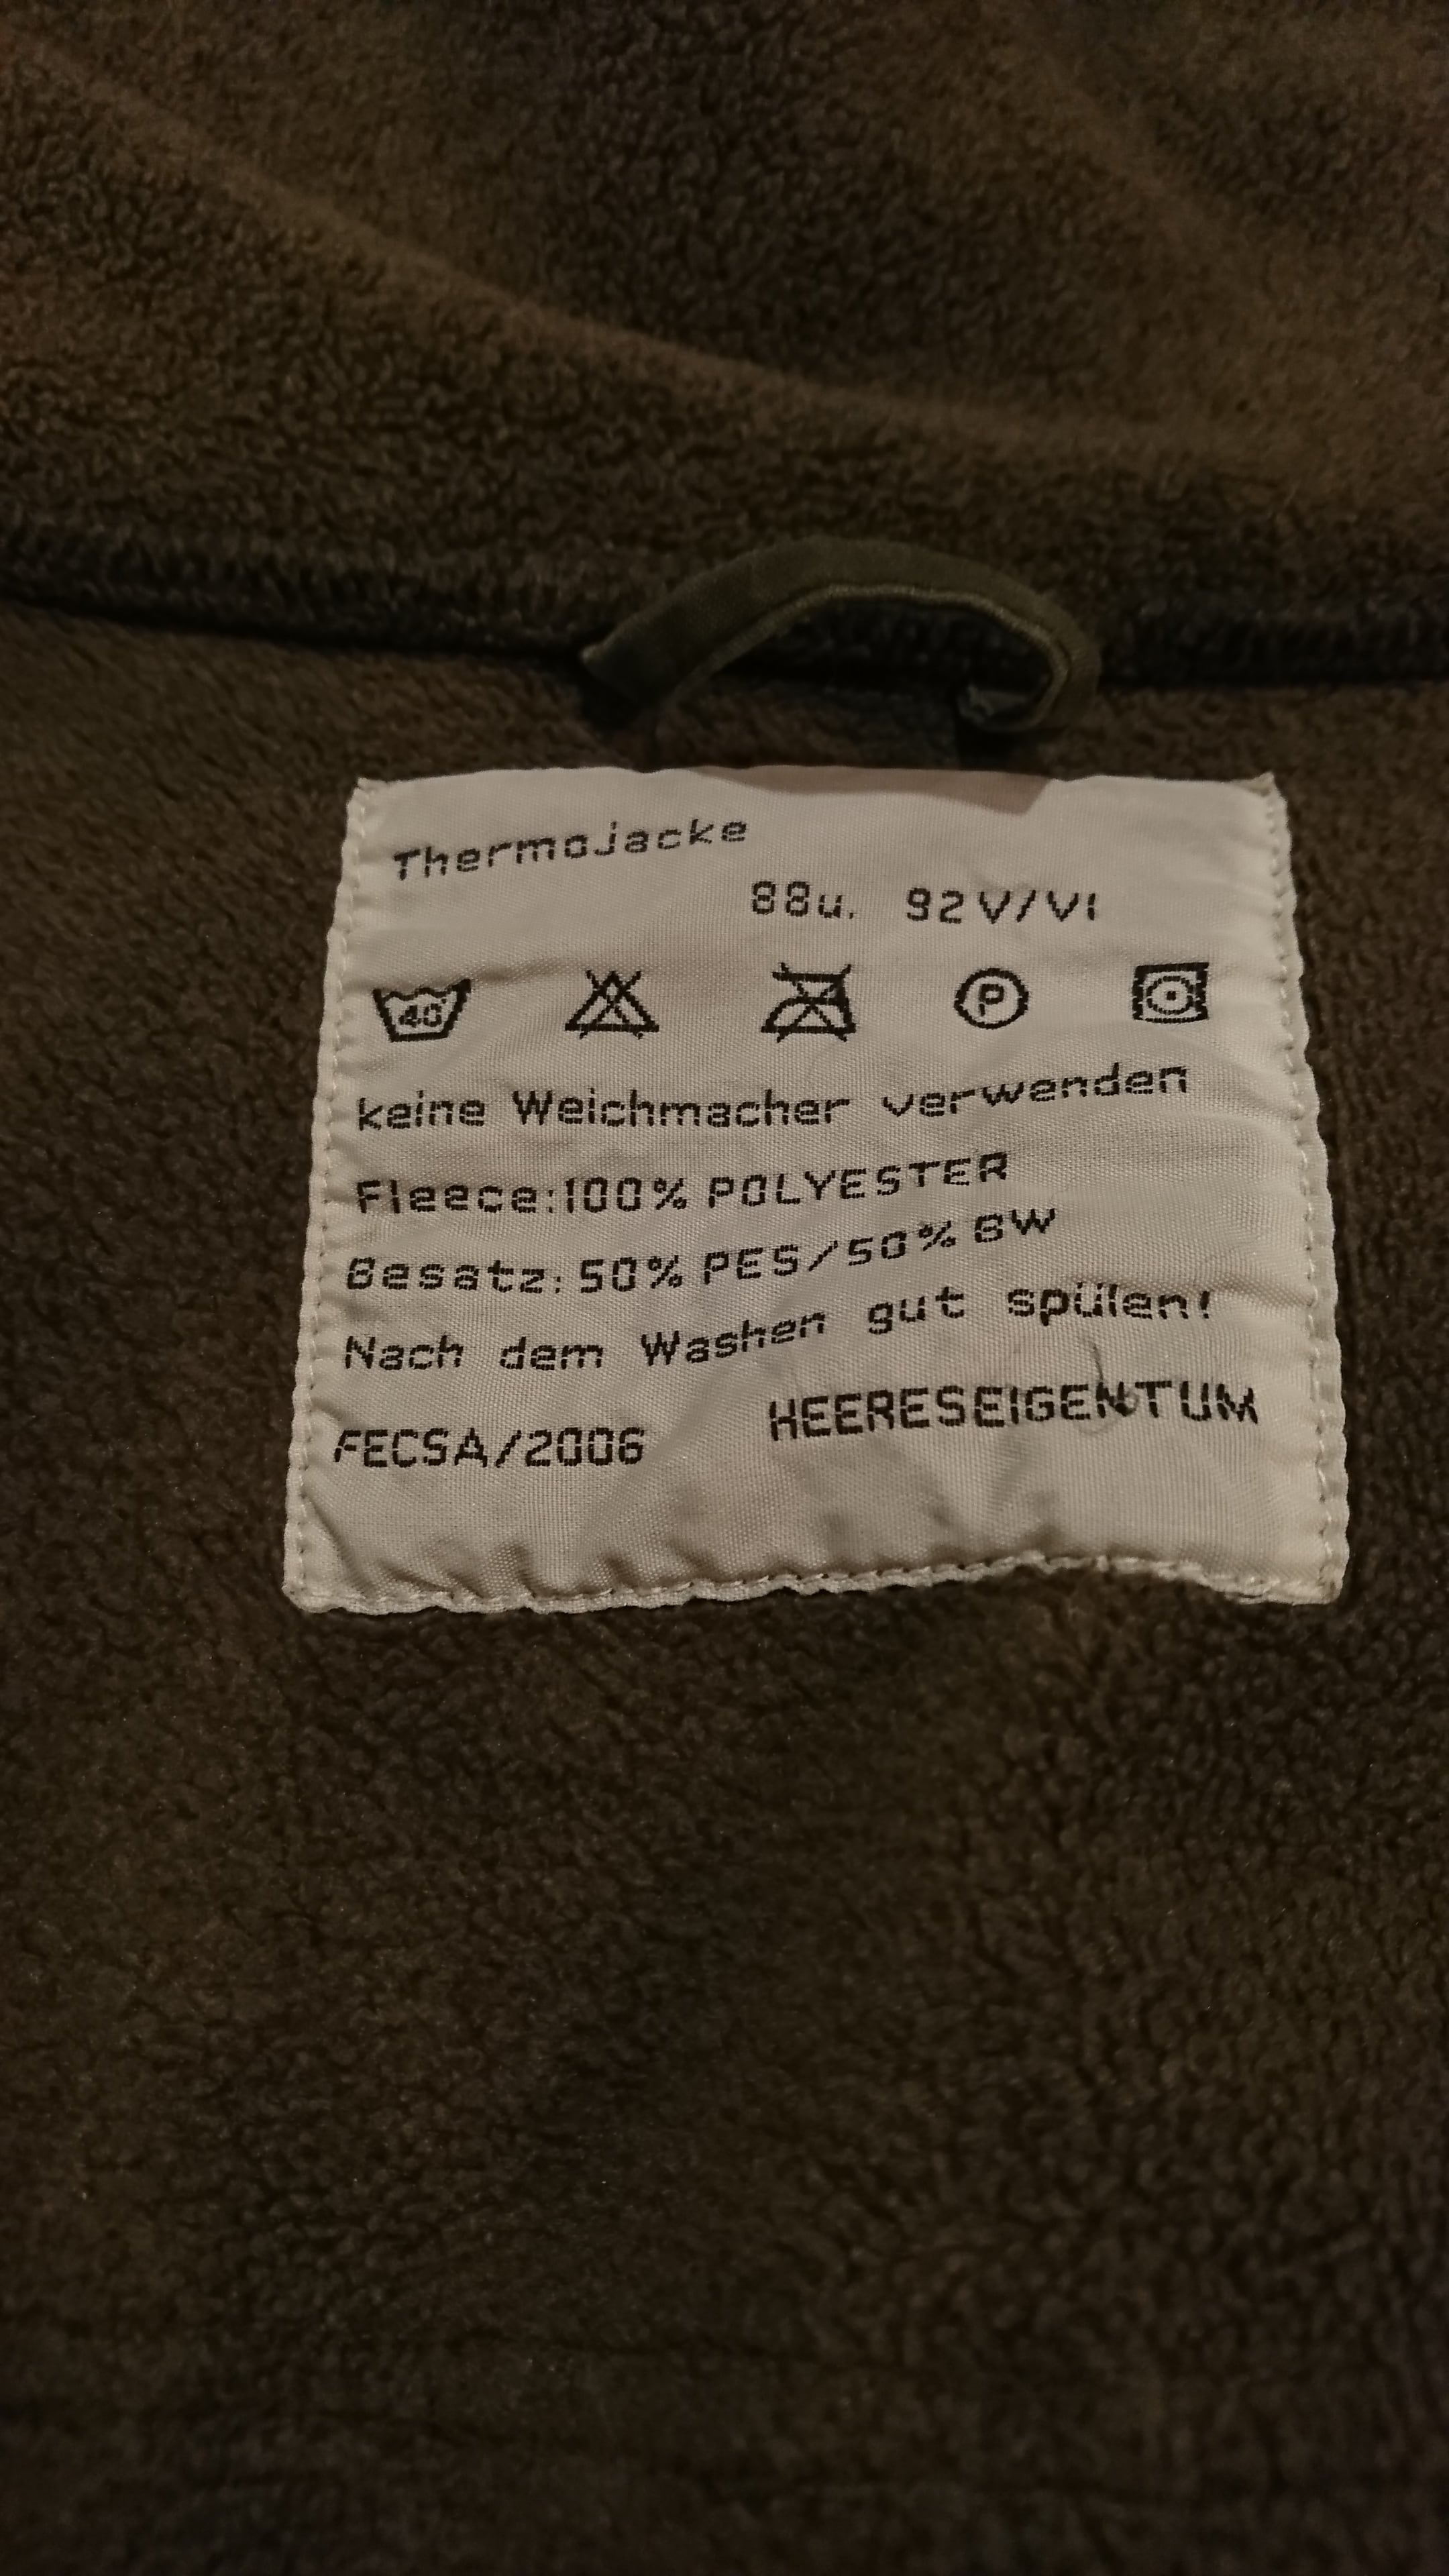 Thermojacke
88u. 92V/VI
40° P
keine Weichmacher verwenden
Fleece:100% POLYESTER
Besatz:50% PES/50% BW
Nach dem Washen gut spülen!
FECSA/2006 HEERESEIGENTUM